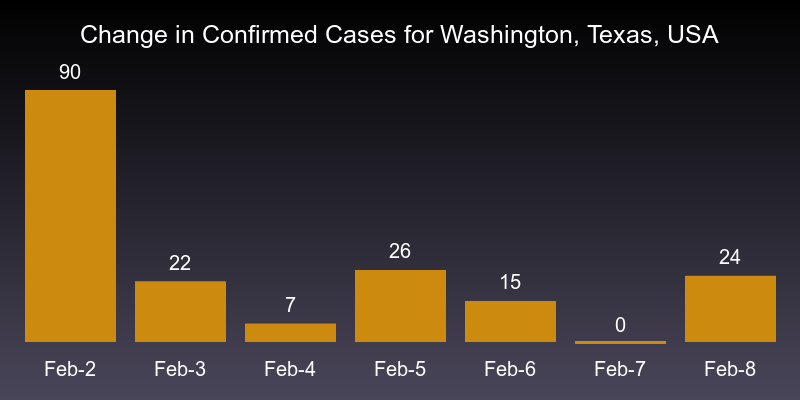 Change in Confirmed Cases for Washington, Texas, USA
90
22
7
26
15
0
24
Feb-2
Feb-3
Feb-4
Feb-5
Feb-6
Feb-7
Feb-8